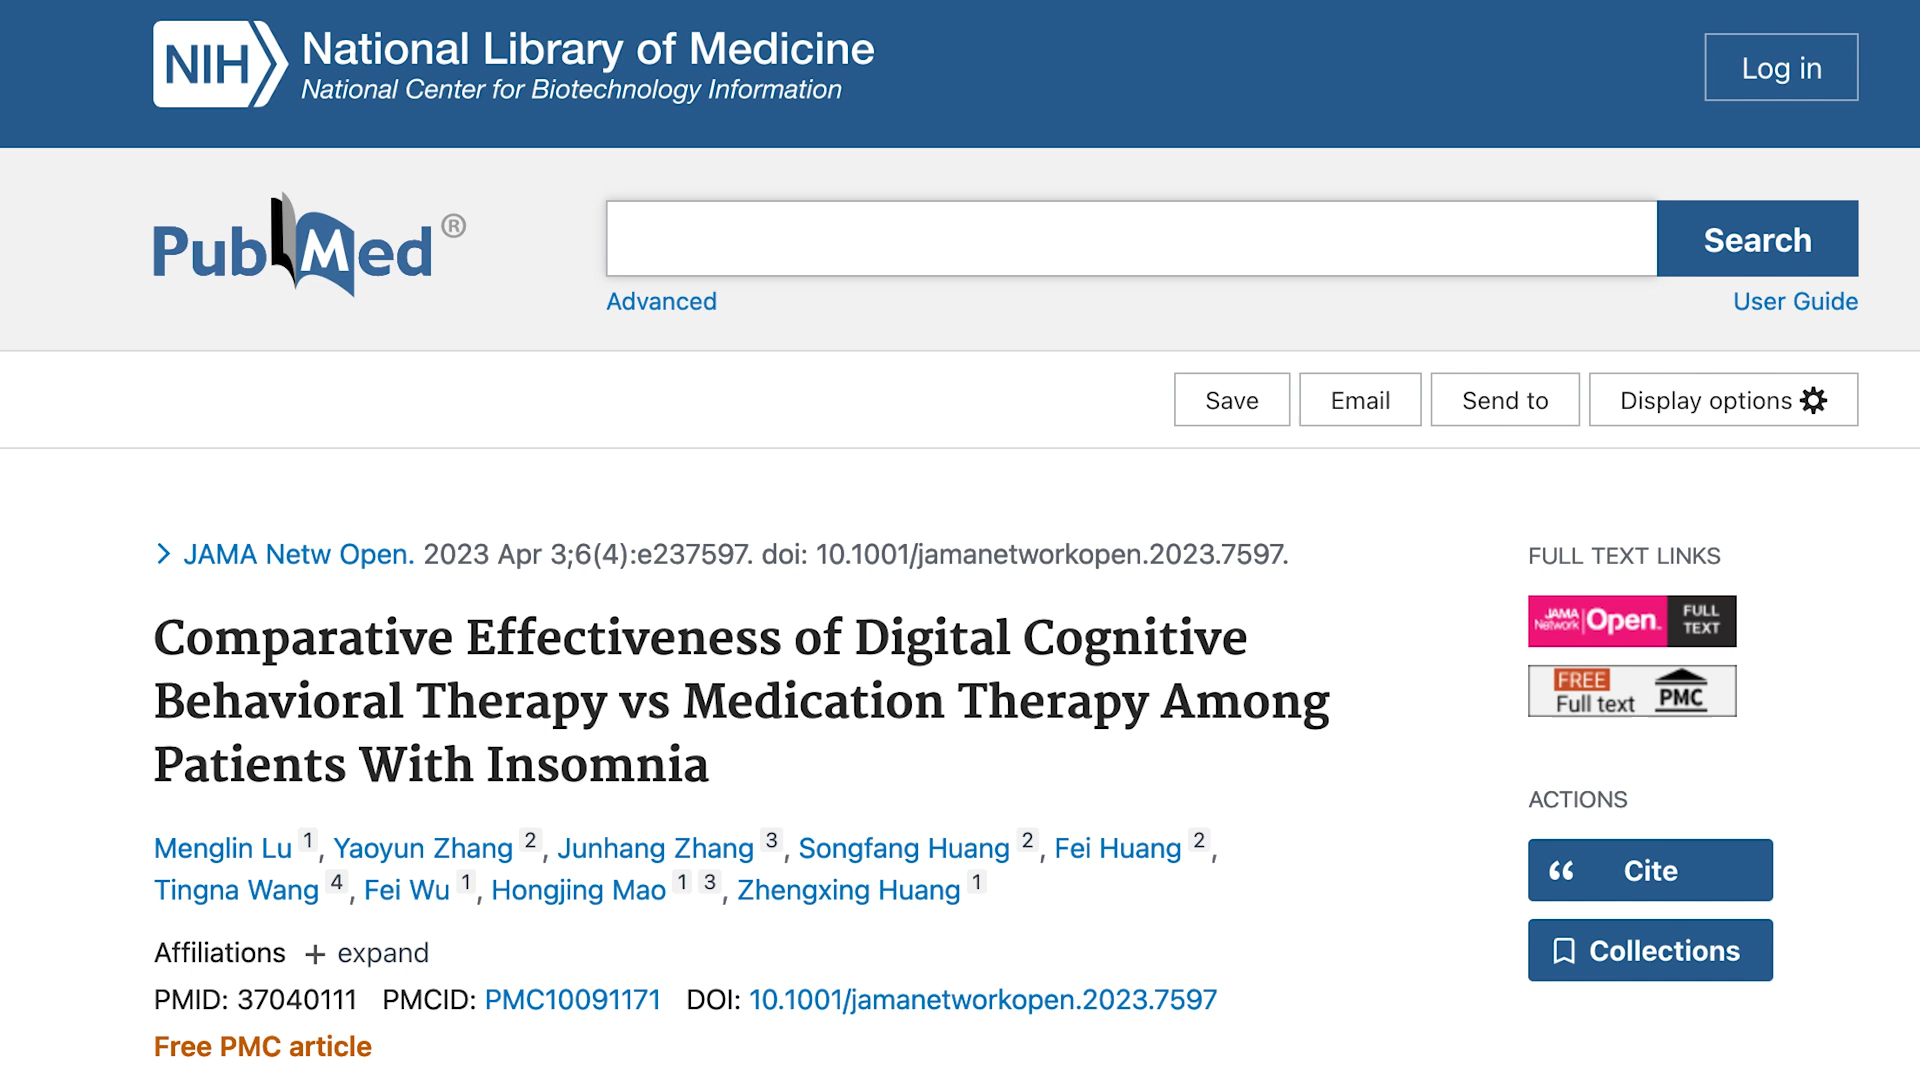 NIH National Library of Medicine
National Center for Biotechnology Information
Log in
PubMed®
Search
Advanced
User Guide
Save
Email
Send to
Display options
JAMA Netw Open. 2023 Apr 3;6(4):e237597. doi: 10.1001/jamanetworkopen.2023.7597.
Comparative Effectiveness of Digital Cognitive
Behavioral Therapy vs Medication Therapy Among
Patients With Insomnia
Menglin Lu 1, Yaoyun Zhang 2, Junhang Zhang 3, Songfang Huang 2, Fei Huang 2,
Tingna Wang 4, Fei Wu 1, Hongjing Mao 1 3, Zhengxing Huang 1
Affiliations + expand
PMID: 37040111 PMCID: PMC10091171 DOI: 10.1001/jamanetworkopen.2023.7597
Free PMC article
FULL TEXT LINKS
JAMA Network Open. FULL TEXT
FREE Full text PMC
ACTIONS
Cite
Collections